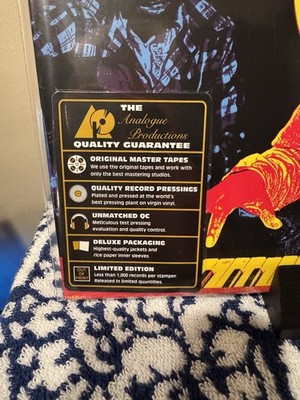 THE
AP Analogue
Productions
QUALITY GUARANTEE
ORIGINAL MASTER TAPES
We use the original tapes and work with
only the best mastering studios.
QUALITY RECORD PRESSINGS
Plated and pressed at the world's
best pressing plant on virgin vinyl.
UNMATCHED QC
Meticulous test pressing
evaluation and quality control.
DELUXE PACKAGING
Highest-quality jackets and
rice paper inner sleeves.
LIMITED EDITION
Less than 1,000 records per stamper.
Released in limited quantities.